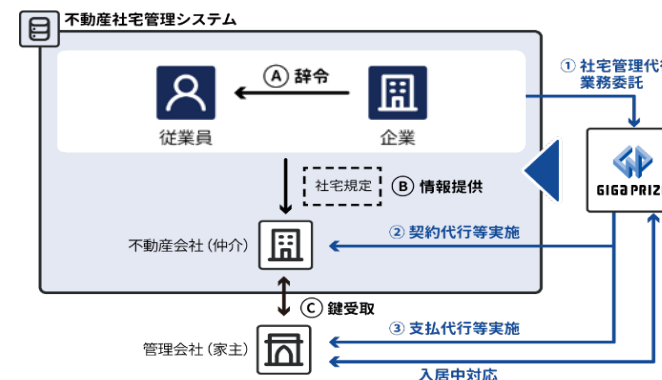 不動産社宅管理システム
Ⓐ 辞令
① 社宅管理代行
業務委託
従業員
企業
社宅規定
Ⓑ 情報提供
GIGA PRIZE
不動産会社(仲介)
② 契約代行等実施
Ⓒ 鍵受取
③ 支払代行等実施
管理会社(家主)
入居中対応